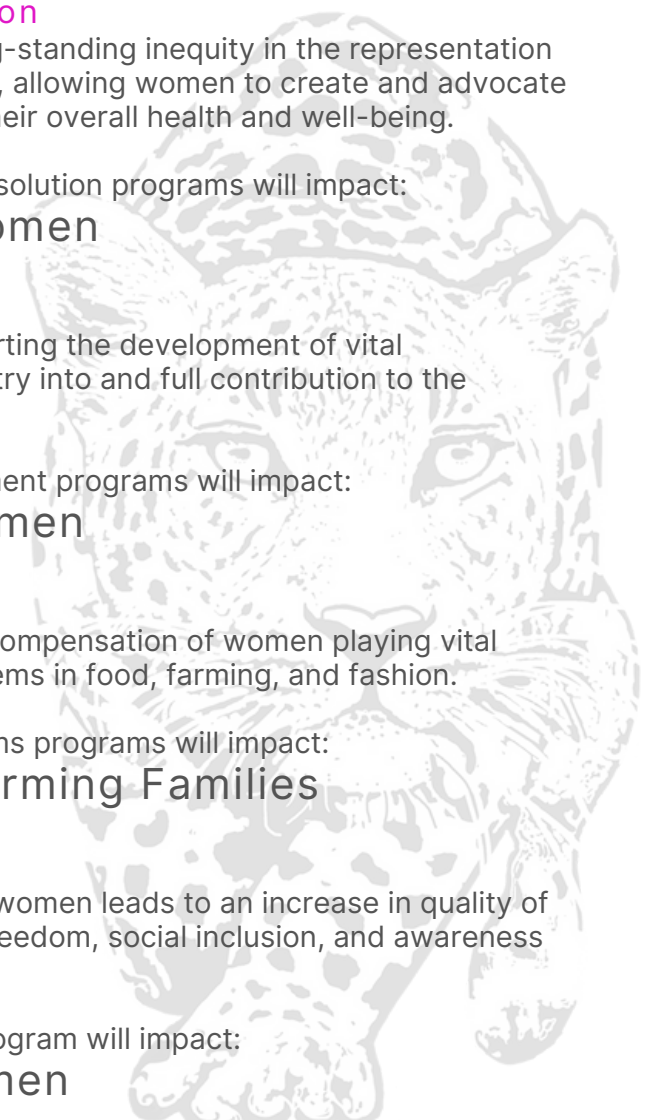 on
g-standing inequity in the representation
, allowing women to create and advocate
heir overall health and well-being.
solution programs will impact:
omen
rting the development of vital
try into and full contribution to the
ent programs will impact:
men
ompensation of women playing vital
ems in food, farming, and fashion.
ms programs will impact:
rming Families
women leads to an increase in quality of
eedom, social inclusion, and awareness
ogram will impact:
men